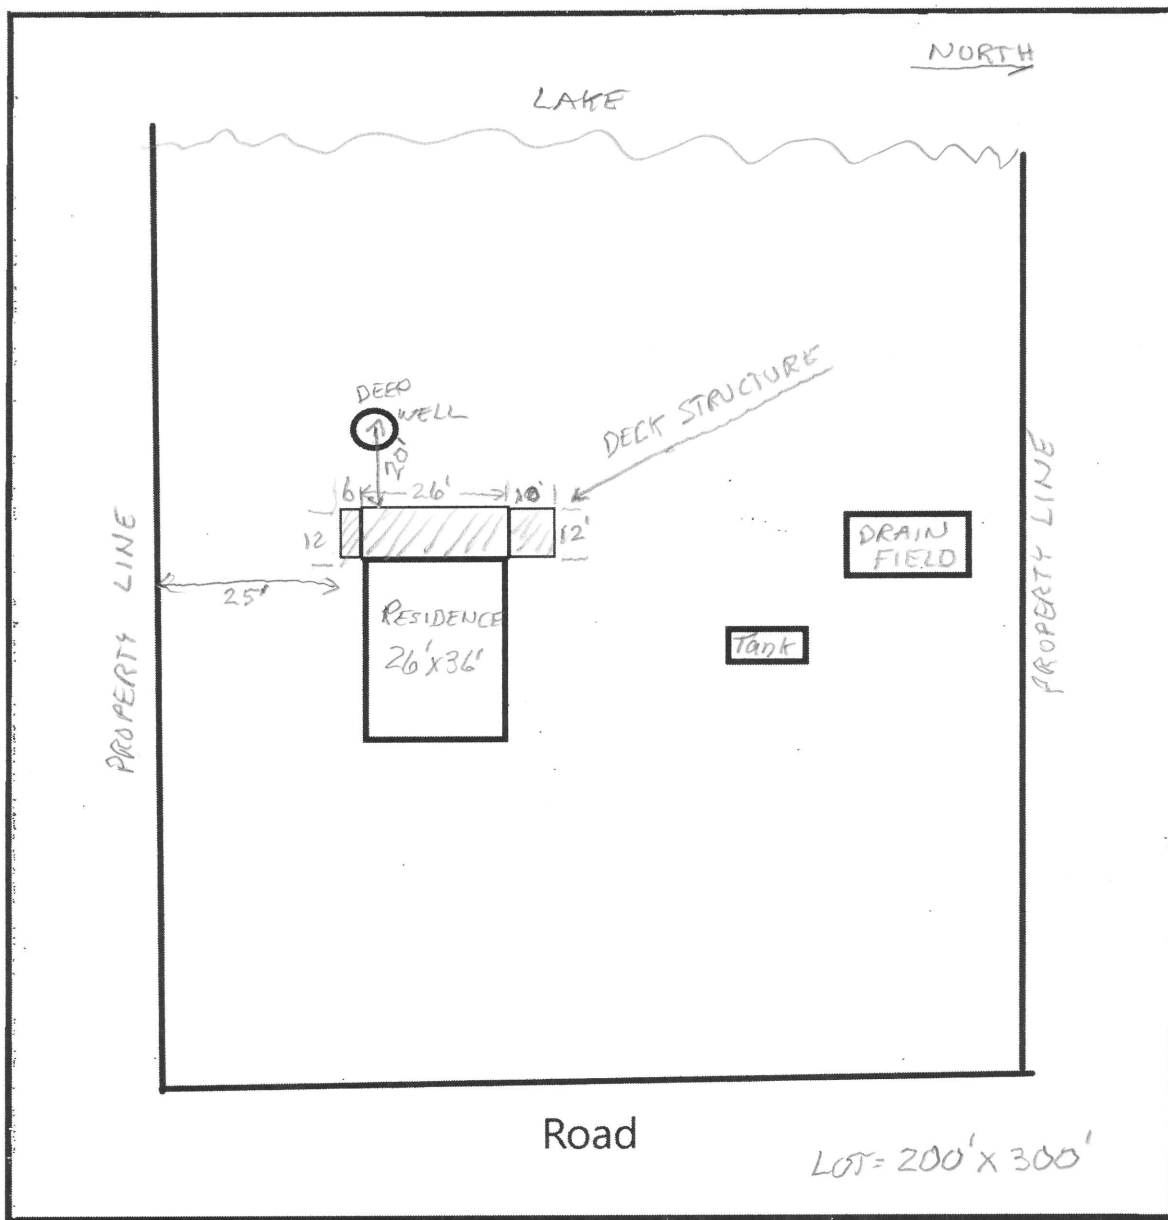 NORTH
LAKE
DEEP
WELL
20'
DECK STRUCTURE
6 26' 10'
12 12'
25'
RESIDENCE
26'x36'
DRAIN
FIELD
Tank
PROPERTY LINE
PROPERTY LINE
Road
LOT= 200' x 300'